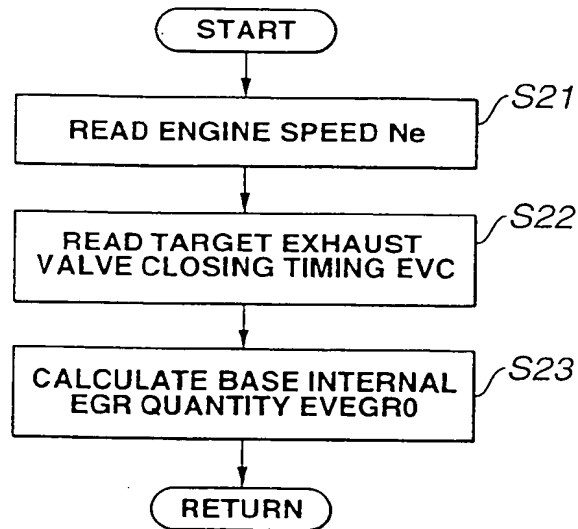 START
S21
READ ENGINE SPEED Ne
S22
READ TARGET EXHAUST
VALVE CLOSING TIMING EVC
S23
CALCULATE BASE INTERNAL
EGR QUANTITY EVEGR0
RETURN